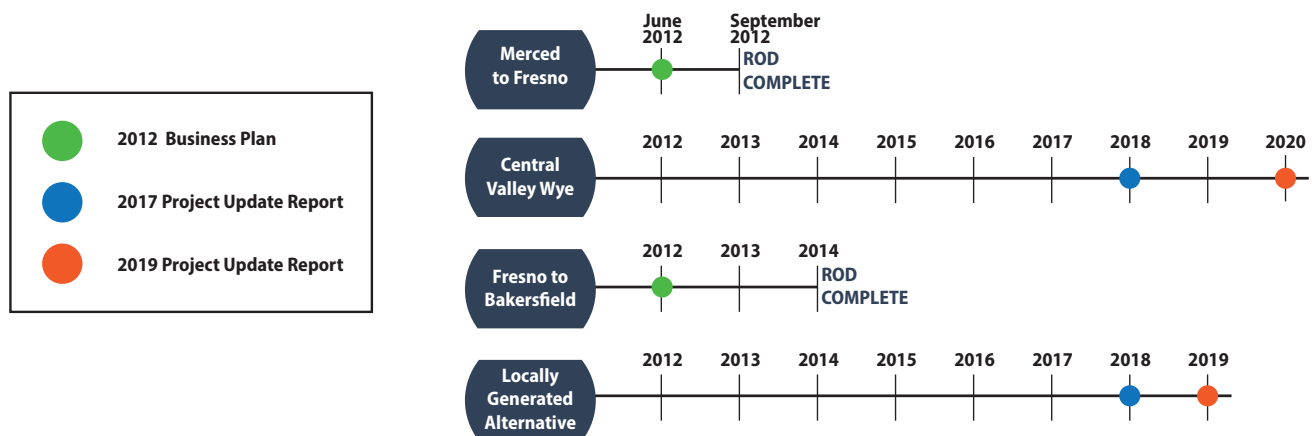 2012 Business Plan
2017 Project Update Report
2019 Project Update Report
June
2012
September
2012
Merced
to Fresno
ROD
COMPLETE
2012 2013 2014 2015 2016 2017 2018 2019 2020
Central
Valley Wye
2012 2013 2014
Fresno to
Bakersfield
ROD
COMPLETE
2012 2013 2014 2015 2016 2017 2018 2019
Locally
Generated
Alternative